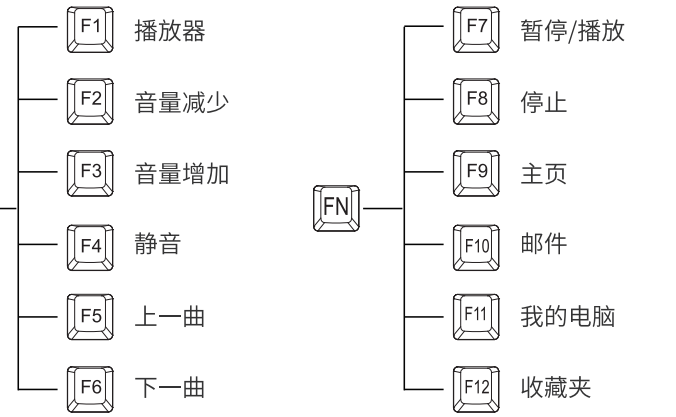 F1 播放器
F2 音量减少
F3 音量增加
F4 静音
F5 上一曲
F6 下一曲
FN
F7 暂停/播放
F8 停止
F9 主页
F10 邮件
F11 我的电脑
F12 收藏夹